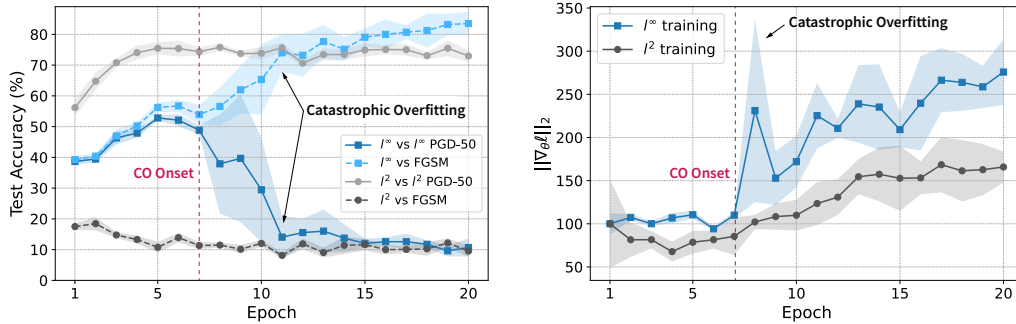 80
70
60
50
40
30
20
10
0
Test Accuracy (%)
1
5
10
15
20
Epoch
CO Onset
Catastrophic Overfitting
l∞ vs l∞ PGD-50
l∞ vs FGSM
l² vs l² PGD-50
l² vs FGSM
350
300
250
200
150
100
50
||∇θℓ||₂
1
5
10
15
20
Epoch
l∞ training
l² training
CO Onset
Catastrophic Overfitting